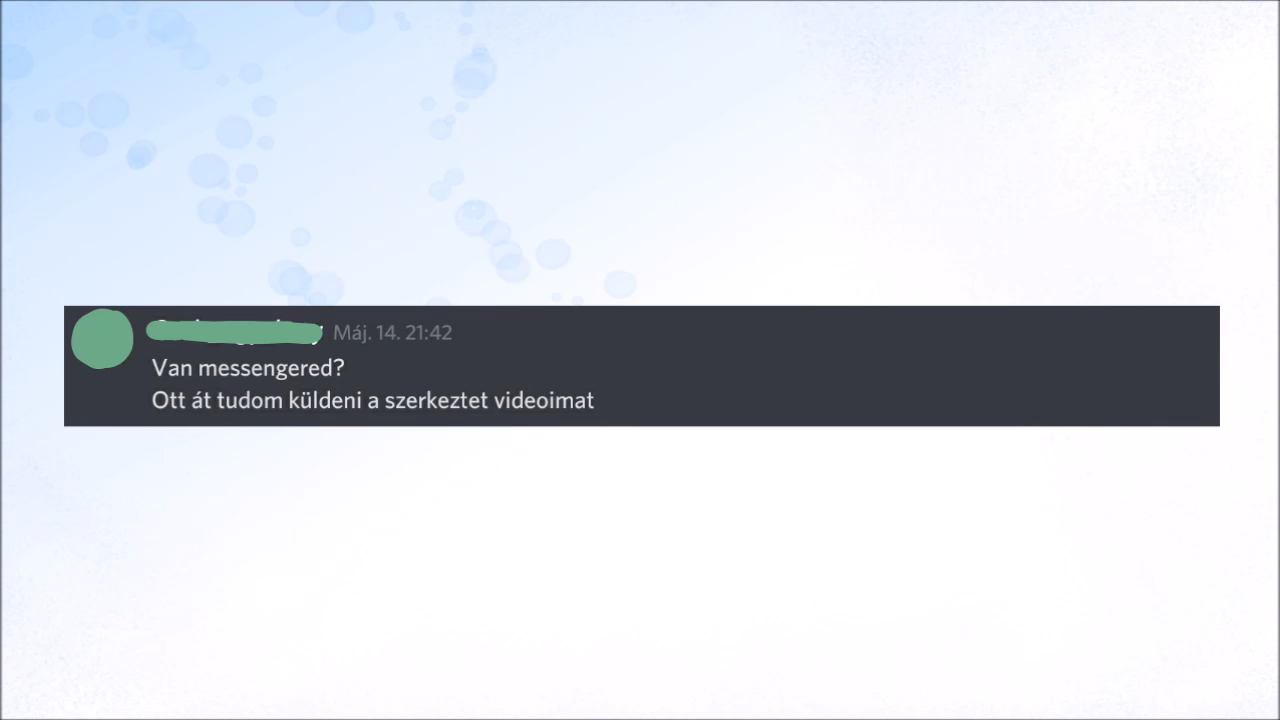 Máj. 14. 21:42
Van messengered?
Ott át tudom küldeni a szerkeztet videoimat